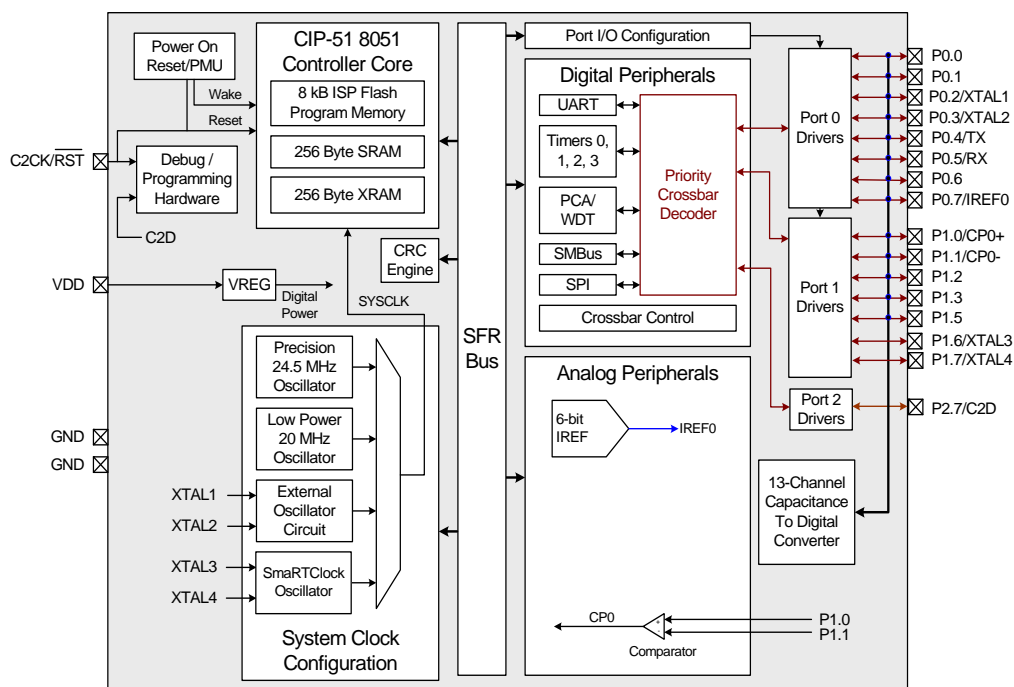 Power On
Reset/PMU
Wake
Reset
C2CK/RST
Debug /
Programming
Hardware
C2D
VDD
VREG
Digital
Power
GND
GND
CIP-51 8051
Controller Core
8 kB ISP Flash
Program Memory
256 Byte SRAM
256 Byte XRAM
CRC
Engine
SYSCLK
Precision
24.5 MHz
Oscillator
Low Power
20 MHz
Oscillator
XTAL1
XTAL2
External
Oscillator
Circuit
XTAL3
XTAL4
SmaRTClock
Oscillator
System Clock
Configuration
SFR
Bus
Port I/O Configuration
Digital Peripherals
UART
Timers 0,
1, 2, 3
PCA/
WDT
SMBus
SPI
Priority
Crossbar
Decoder
Crossbar Control
Analog Peripherals
6-bit
IREF
IREF0
CP0
+
-
Comparator
P1.0
P1.1
Port 0
Drivers
Port 1
Drivers
Port 2
Drivers
13-Channel
Capacitance
To Digital
Converter
P0.0
P0.1
P0.2/XTAL1
P0.3/XTAL2
P0.4/TX
P0.5/RX
P0.6
P0.7/IREF0
P1.0/CP0+
P1.1/CP0-
P1.2
P1.3
P1.5
P1.6/XTAL3
P1.7/XTAL4
P2.7/C2D